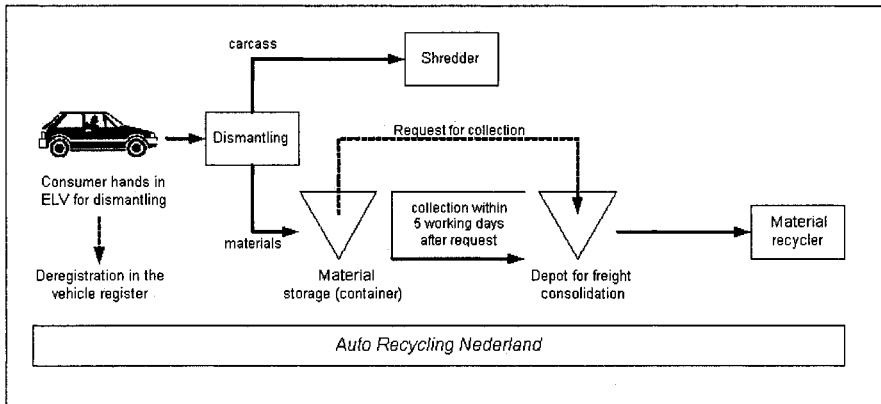 carcass
Shredder
Dismantling
Request for collection
Consumer hands in
ELV for dismantling
collection within
5 working days
after request
Material
recycler
materials
Deregistration in the
vehicle register
Material
storage (container)
Depot for freight
consolidation
Auto Recycling Nederland